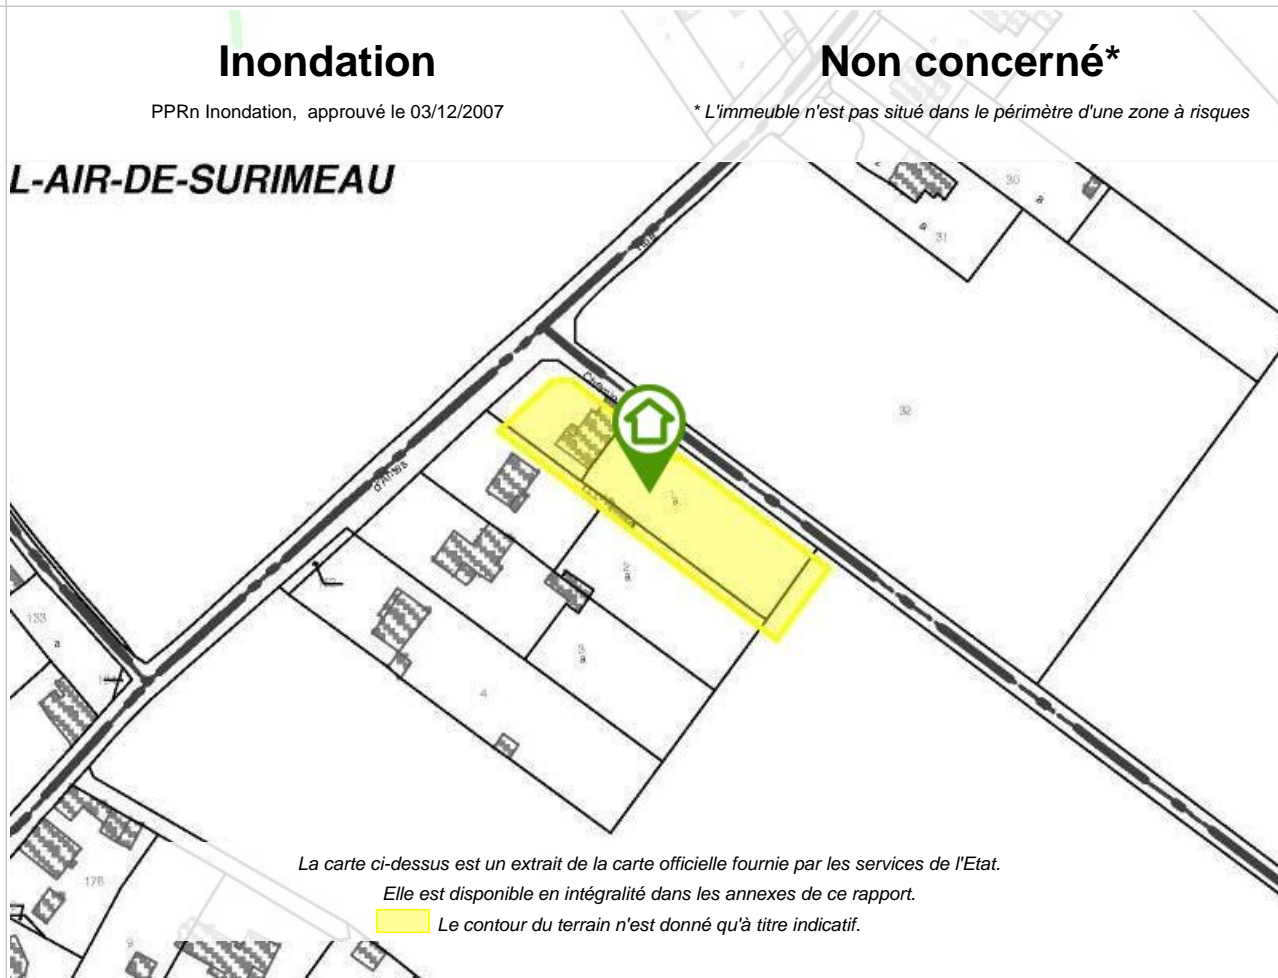 Inondation
Non concerné*
PPRn Inondation, approuvé le 03/12/2007
* L'immeuble n'est pas situé dans le périmètre d'une zone à risques
L-AIR-DE-SURIMEAU
30
a
a 31
32
d'Antes
2
a
3
a
4
133
a
178
9
La carte ci-dessus est un extrait de la carte officielle fournie par les services de l'Etat.
Elle est disponible en intégralité dans les annexes de ce rapport.
Le contour du terrain n'est donné qu'à titre indicatif.